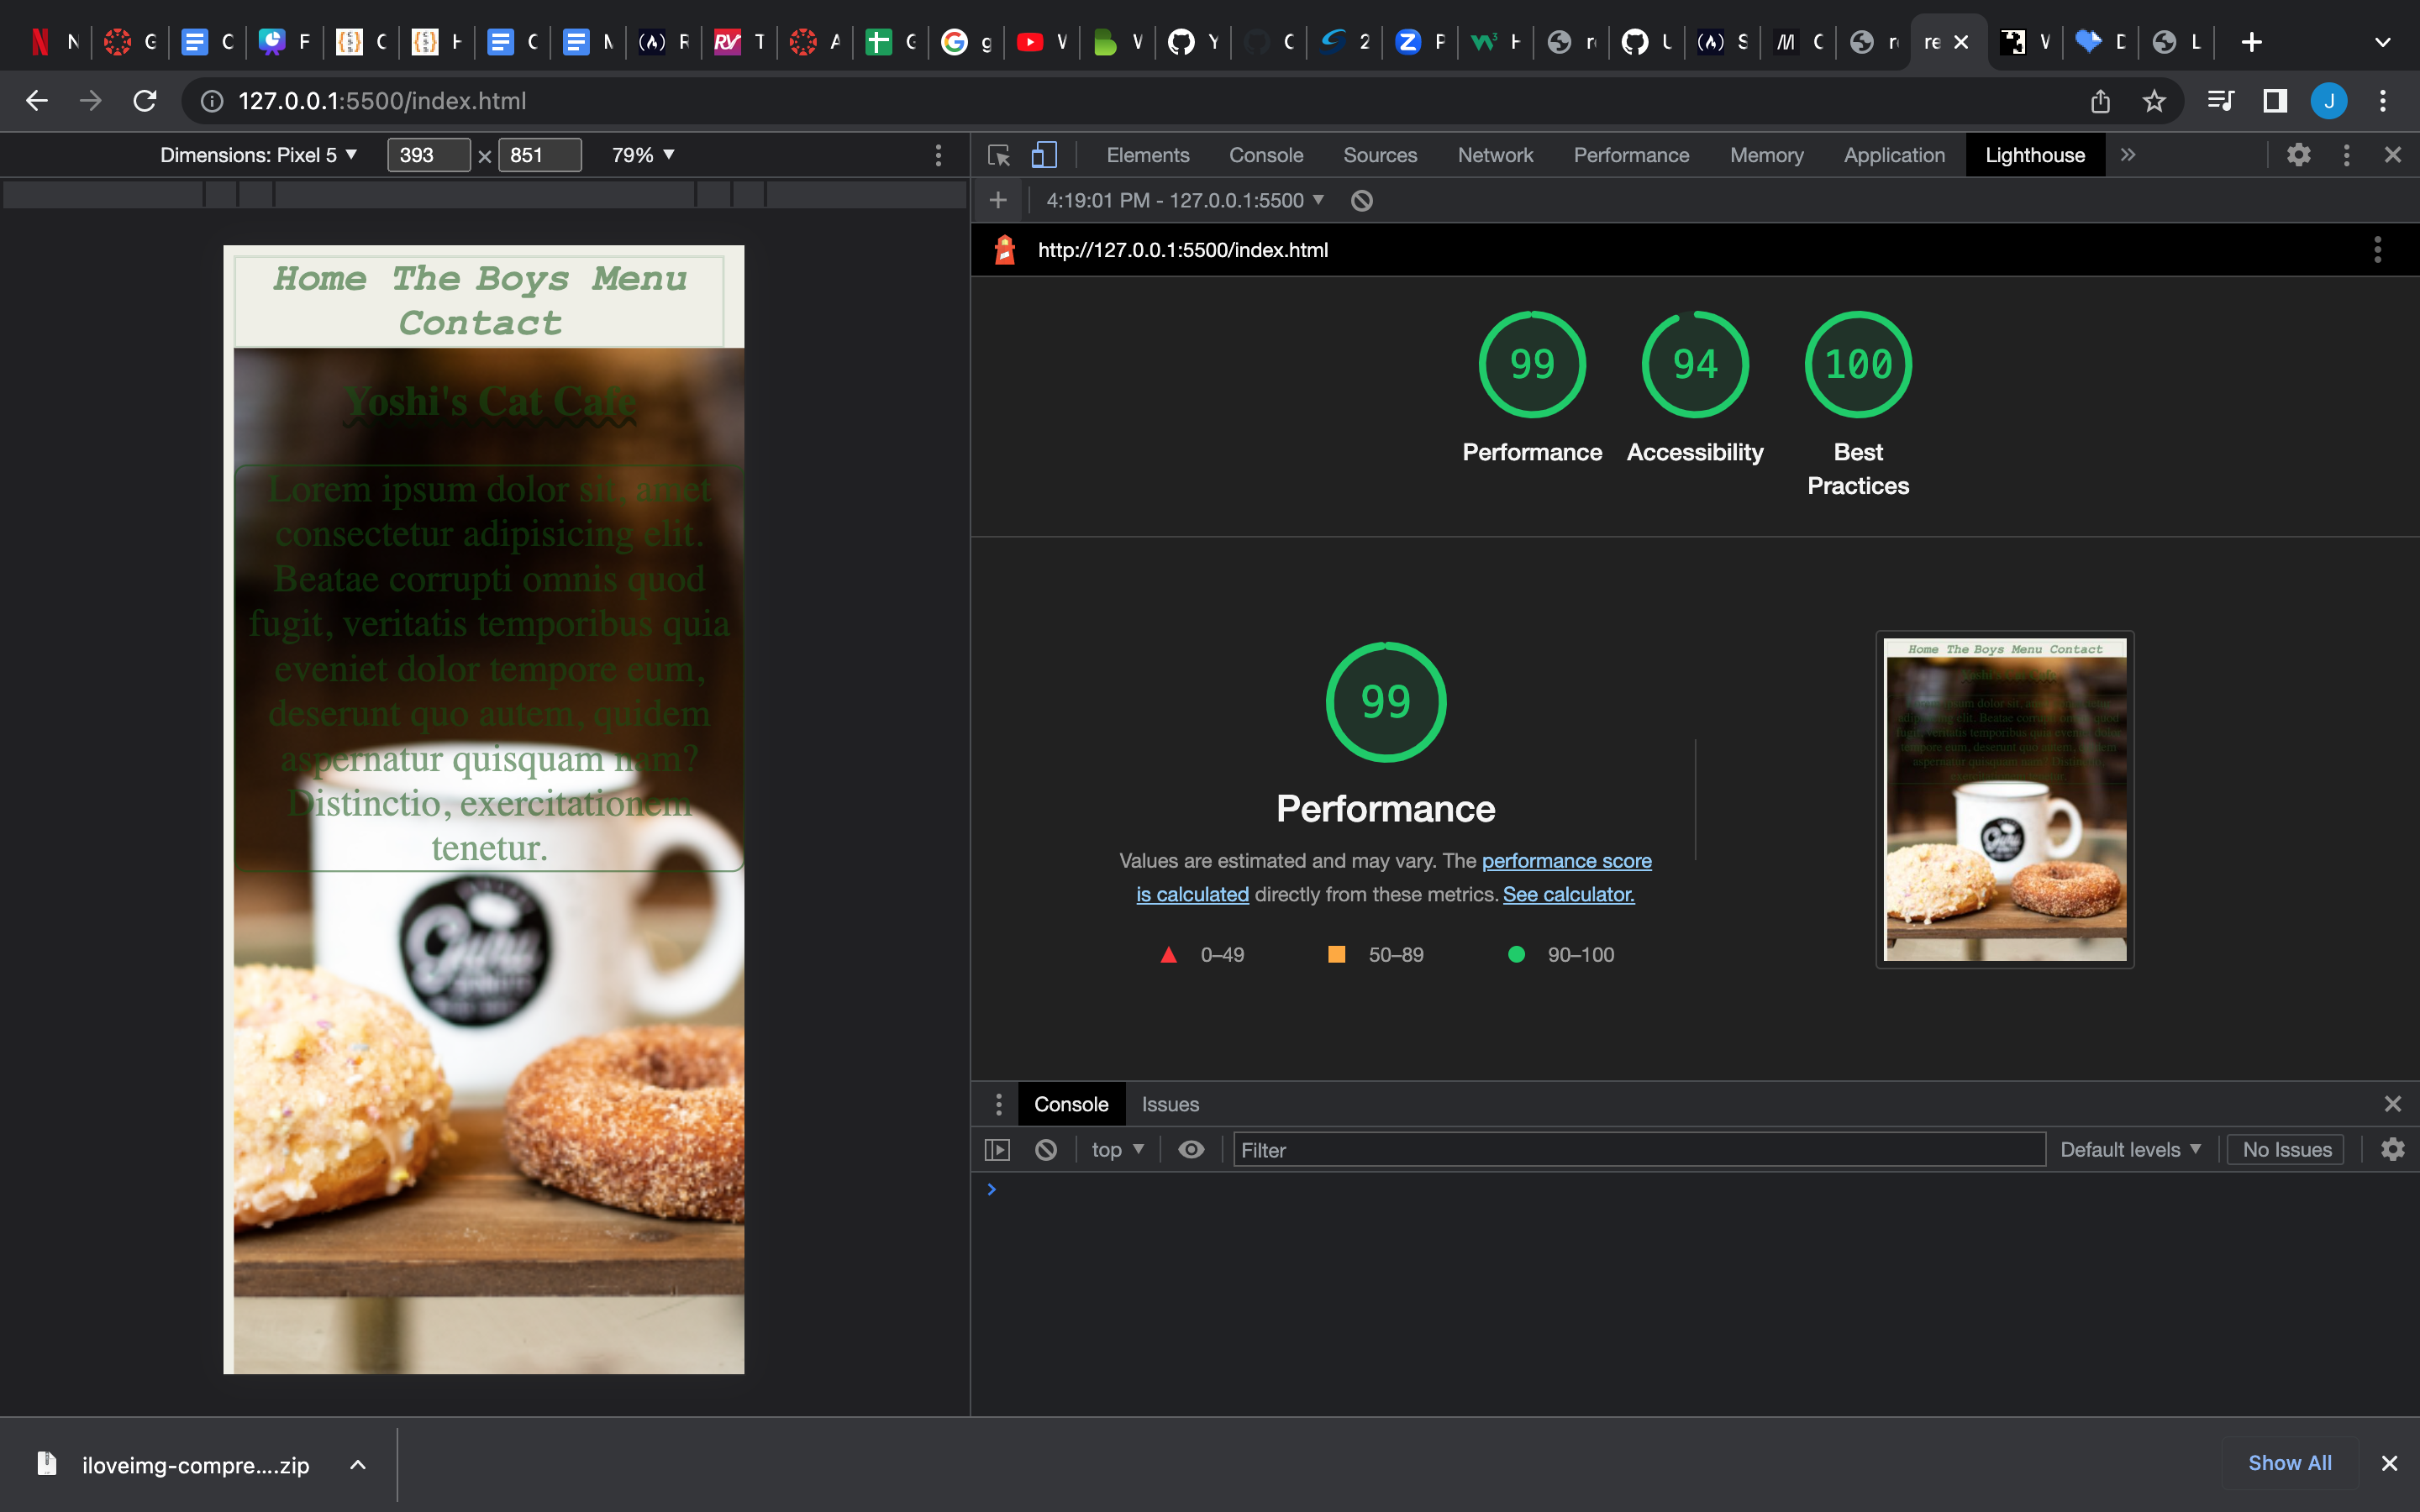 N G C F C H C M R T A G g V V Y C 2 P H r U S C r re V D L
127.0.0.1:5500/index.html J
Dimensions: Pixel 5 393 × 851 79%
Elements Console Sources Network Performance Memory Application Lighthouse
4:19:01 PM - 127.0.0.1:5500
http://127.0.0.1:5500/index.html
Home The Boys Menu
Contact
Yoshi's Cat Cafe
Lorem ipsum dolor sit, amet
consectetur adipisicing elit.
Beatae corrupti omnis quod
fugit, veritatis temporibus quia
eveniet dolor tempore eum,
deserunt quo autem, quidem
aspernatur quisquam nam?
Distinctio, exercitationem
tenetur.
99 94 100
Performance Accessibility Best
Practices
99
Performance
Values are estimated and may vary. The performance score
is calculated directly from these metrics. See calculator.
0–49 50–89 90–100
Home The Boys Menu Contact
Yoshi's Cat Cafe
Console Issues
top Filter Default levels No Issues
iloveimg-compre....zip Show All